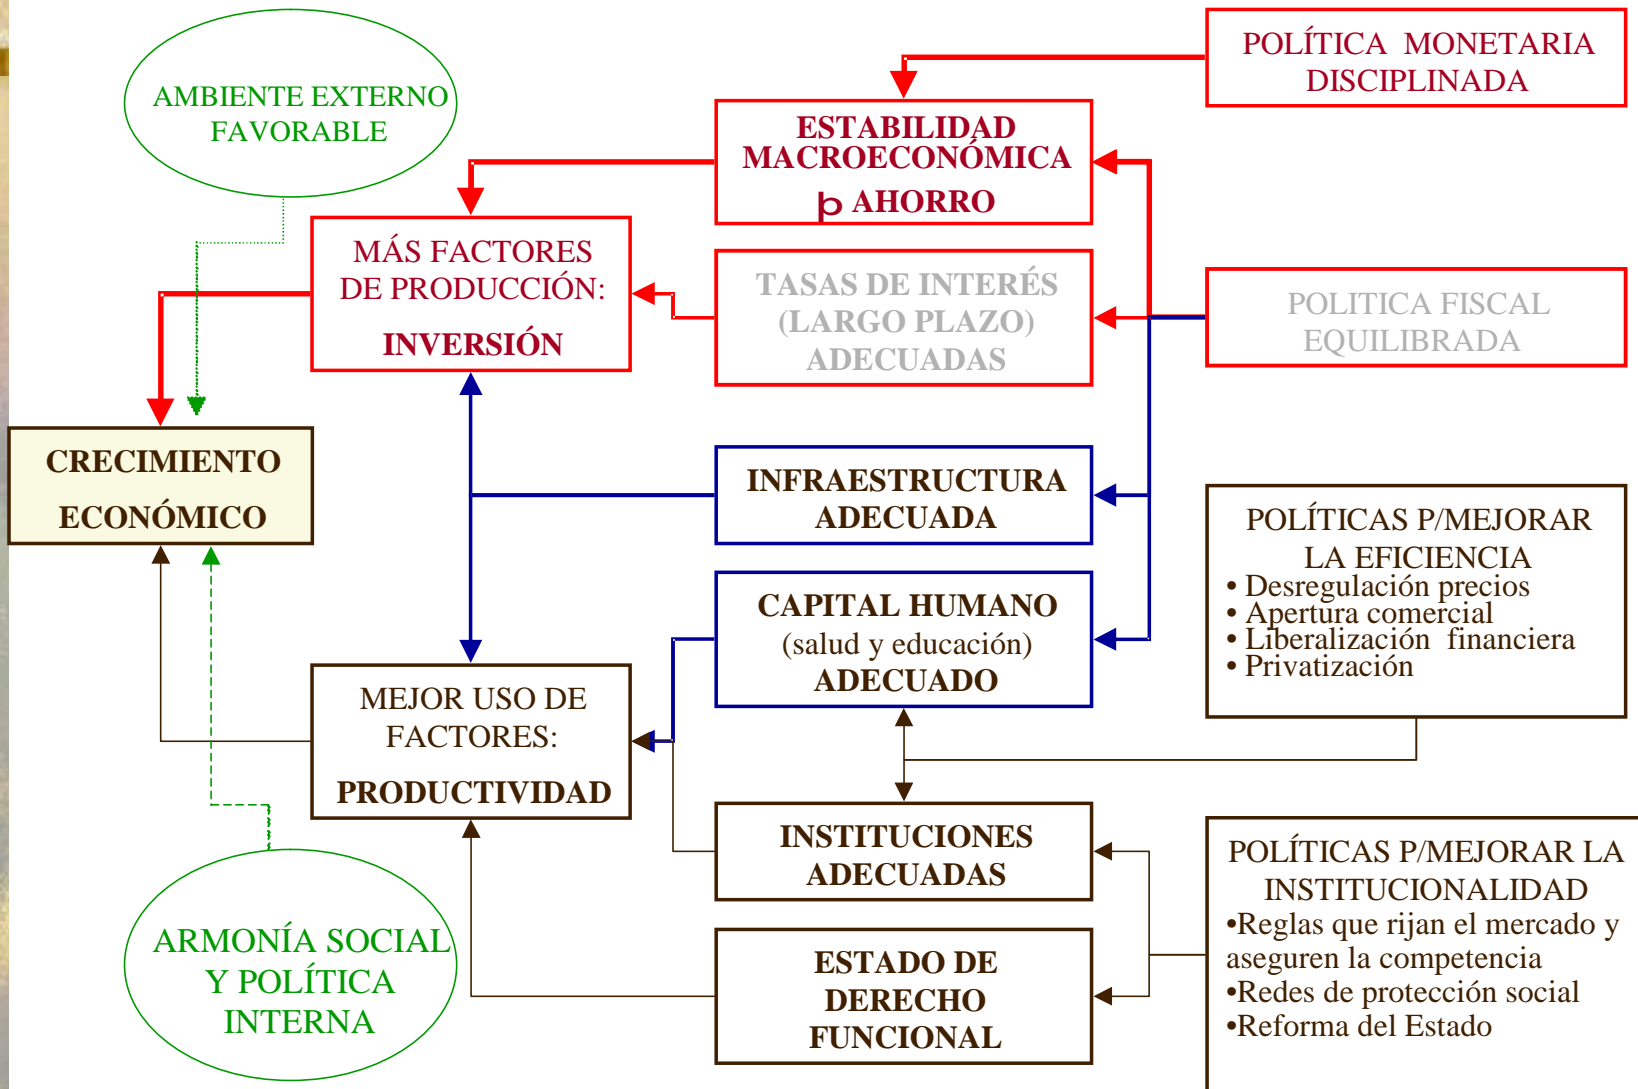 AMBIENTE EXTERNO
FAVORABLE
POLÍTICA MONETARIA
DISCIPLINADA
ESTABILIDAD
MACROECONÓMICA
þ AHORRO
MÁS FACTORES
DE PRODUCCIÓN:
INVERSIÓN
TASAS DE INTERÉS
(LARGO PLAZO)
ADECUADAS
POLITICA FISCAL
EQUILIBRADA
CRECIMIENTO
ECONÓMICO
INFRAESTRUCTURA
ADECUADA
POLÍTICAS P/MEJORAR
LA EFICIENCIA
• Desregulación precios
• Apertura comercial
• Liberalización financiera
• Privatización
CAPITAL HUMANO
(salud y educación)
ADECUADO
MEJOR USO DE
FACTORES:
PRODUCTIVIDAD
INSTITUCIONES
ADECUADAS
POLÍTICAS P/MEJORAR LA
INSTITUCIONALIDAD
•Reglas que rijan el mercado y
aseguren la competencia
•Redes de protección social
•Reforma del Estado
ARMONÍA SOCIAL
Y POLÍTICA
INTERNA
ESTADO DE
DERECHO
FUNCIONAL